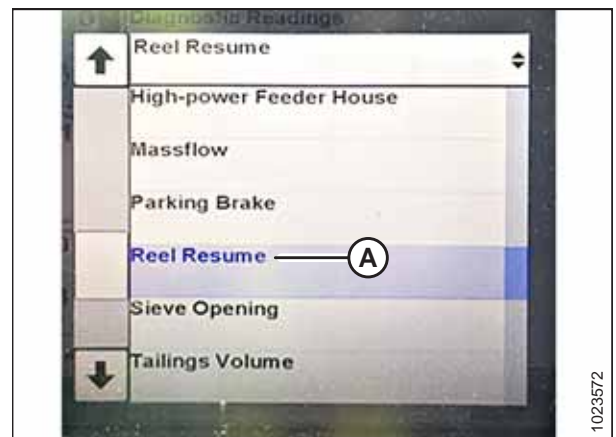 Diagnostic Readings
Reel Resume
High-power Feeder House
Massflow
Parking Brake
Reel Resume
A
Sieve Opening
Tailings Volume
1023572